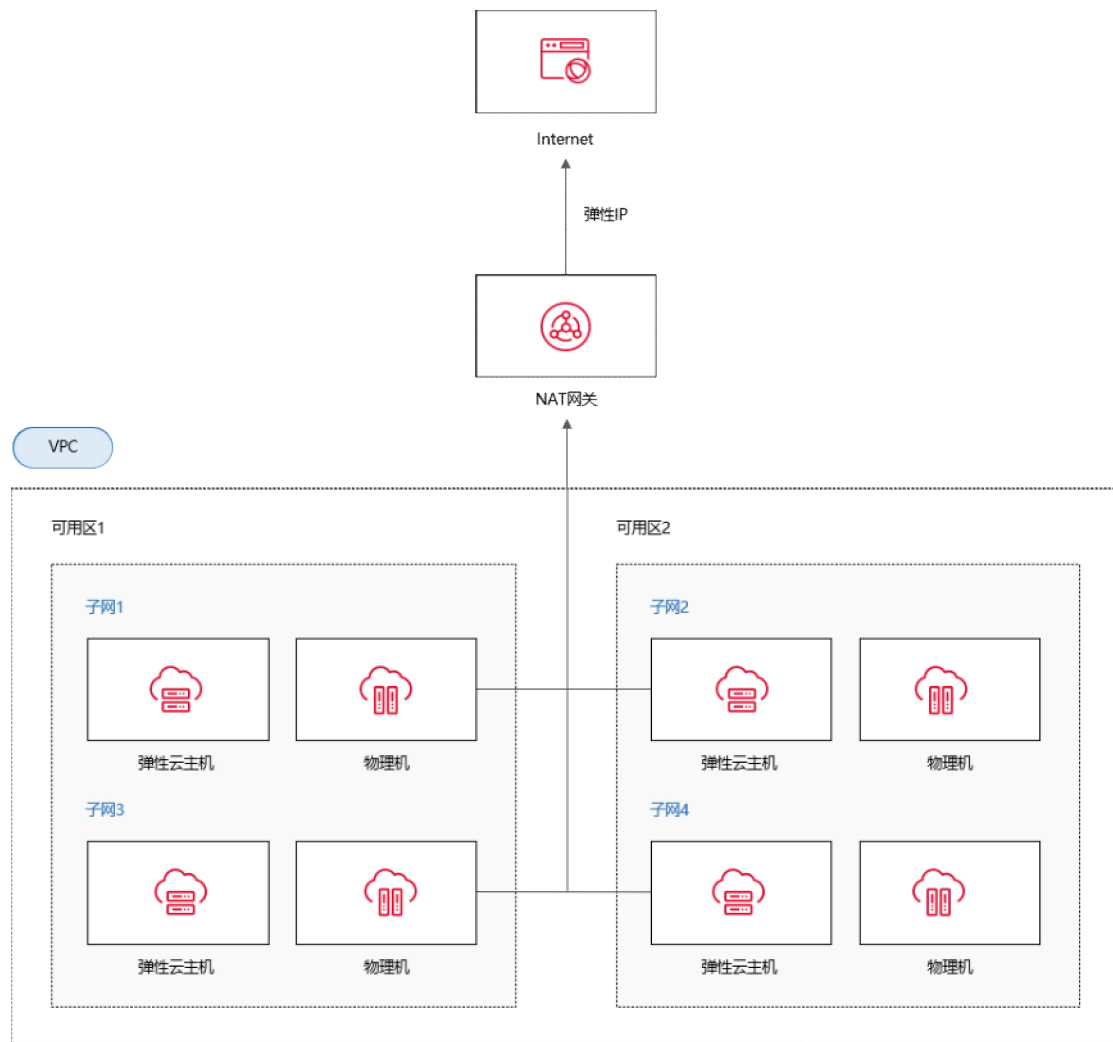 Internet
弹性IP
NAT网关
VPC
可用区1
可用区2
子网1
子网2
弹性云主机
物理机
弹性云主机
物理机
子网3
子网4
弹性云主机
物理机
弹性云主机
物理机